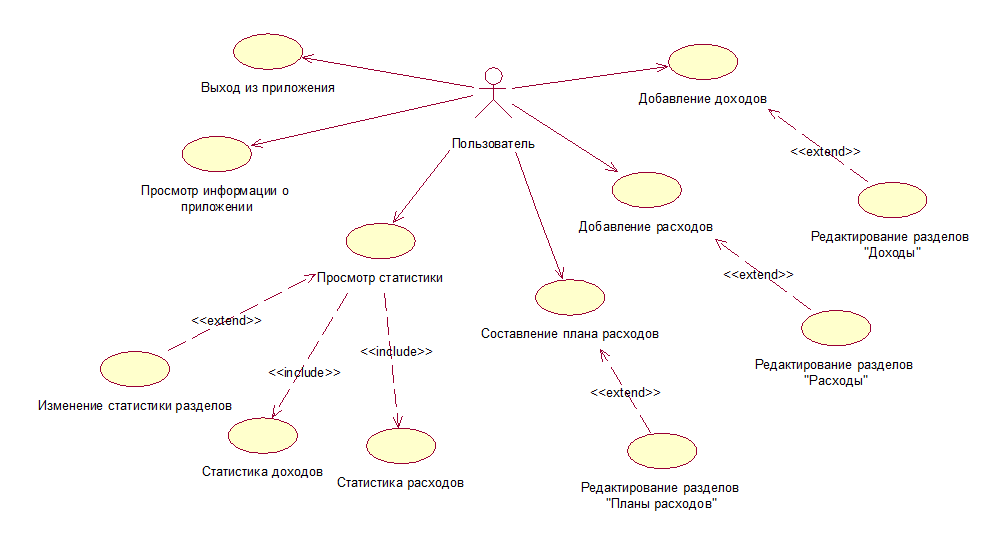 Выход из приложения
Добавление доходов
Пользователь
<<extend>>
Просмотр информации о
приложении
Добавление расходов
Редактирование разделов
"Доходы"
Просмотр статистики
<<extend>>
<<extend>>
Составление плана расходов
<<include>>
Редактирование разделов
"Расходы"
<<include>>
<<extend>>
Изменение статистики разделов
Статистика доходов
Статистика расходов
Редактирование разделов
"Планы расходов"